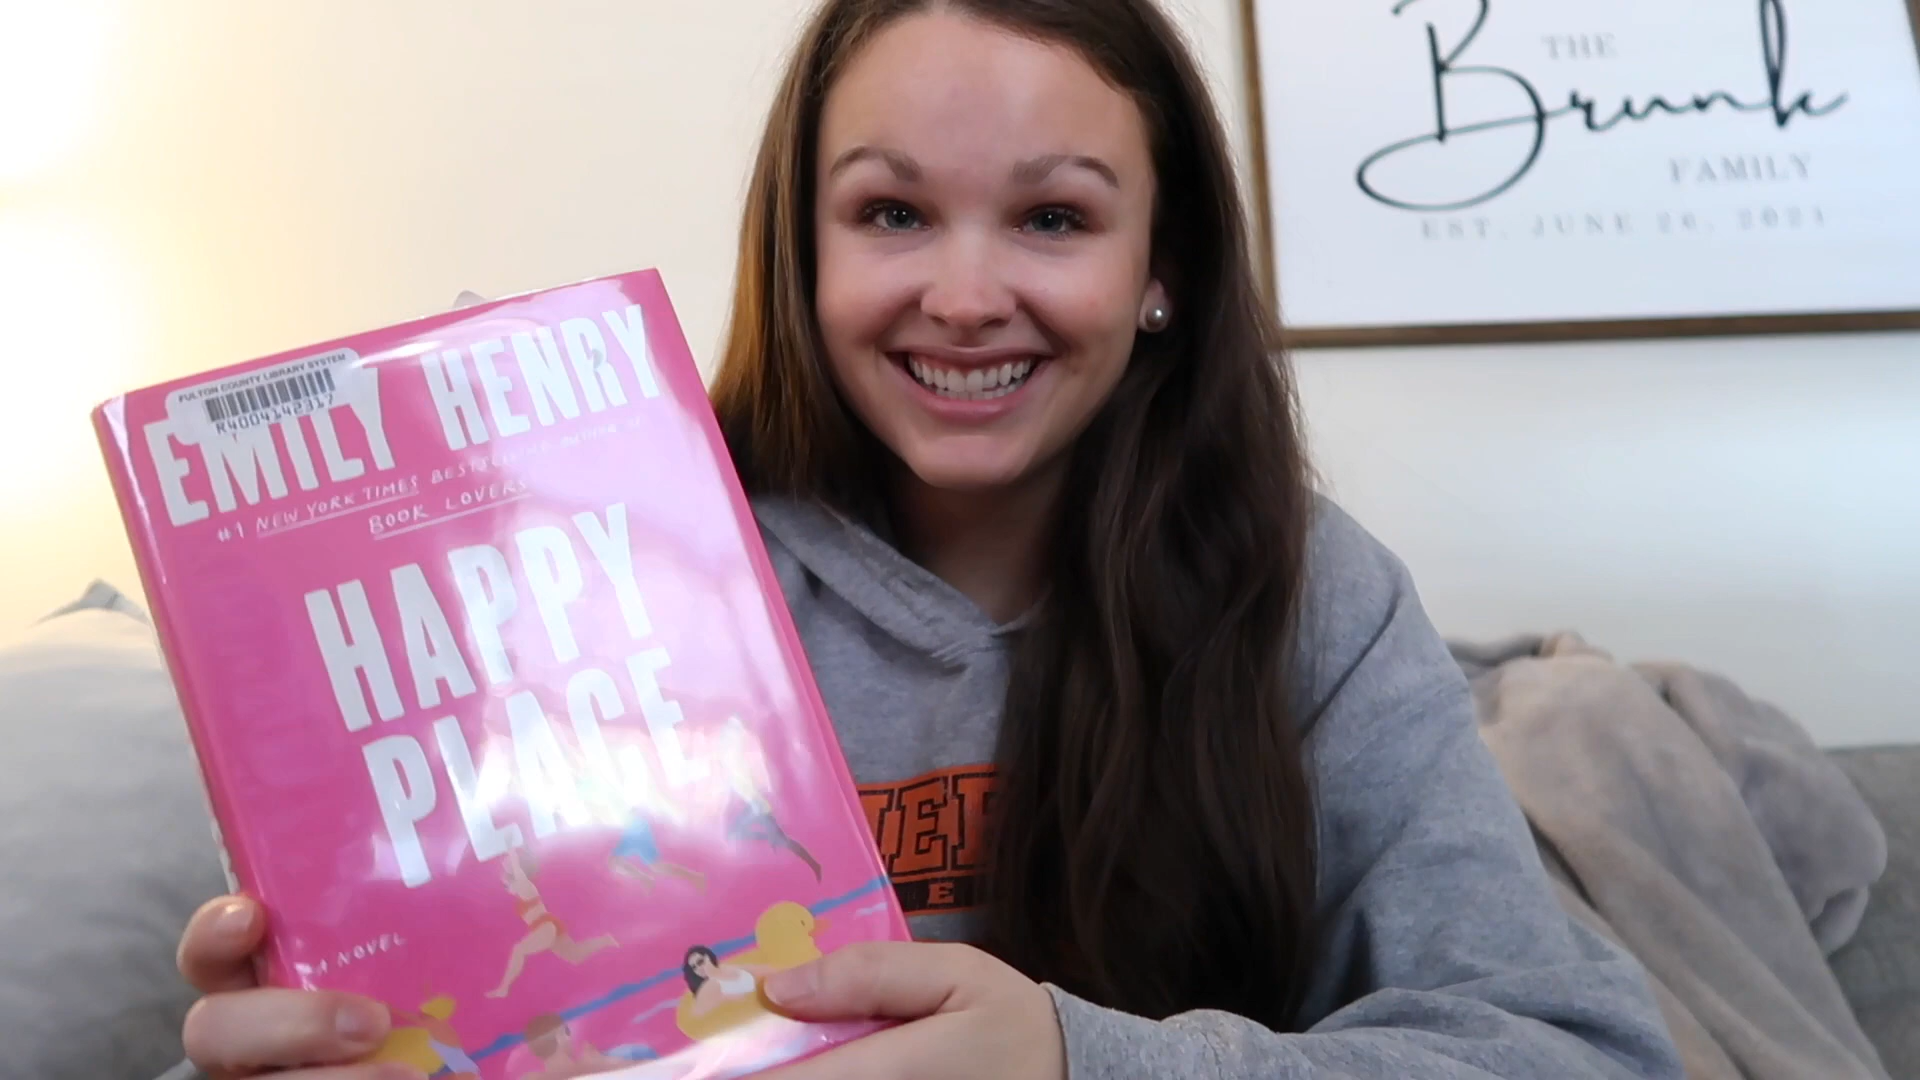 FULTON COUNTY LIBRARY SYSTEM
R4004142317
EMILY HENRY
#1 NEW YORK TIMES BESTSELLING AUTHOR OF
BOOK LOVERS
HAPPY
PLACE
A NOVEL
THE
Brunk
FAMILY
EST. JUNE 26, 2021